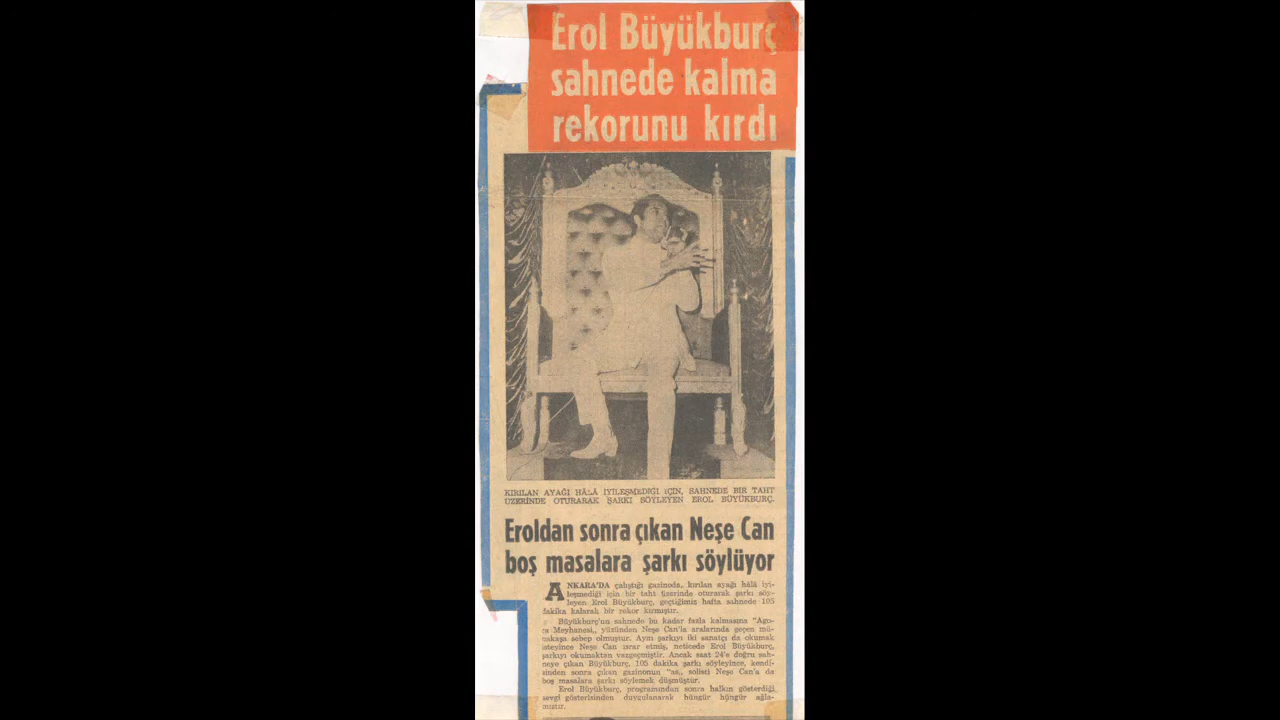 Erol Büyükburç
sahnede kalma
rekorunu kırdı
KIRILAN AYAĞI HÂLÂ İYİLEŞMEDİĞİ İÇİN, SAHNEDE BİR TAHT
ÜZERİNDE OTURARAK ŞARKI SÖYLEYEN EROL BÜYÜKBURÇ.
Eroldan sonra çıkan Neşe Can
boş masalara şarkı söylüyor
ANKARA'DA çalıştığı gazinoda,, kırılan ayağı hâlâ iyi-
leşmediği için bir taht üzerinde oturarak şarkı söy-
leyen Erol Büyükburç, geçtiğimiz hafta sahnede 105
dakika kalarak bir rekor kırmıştır.
Büyükburç'un sahnede bu kadar fazla kalmasına "Ago-
ra Meyhanesi,, yüzünden Neşe Can'la aralarında geçen mü-
nakaşa sebep olmuştur. Aynı şarkıyı iki sanatçı da okumak
isteyince Neşe Can ısrar etmiş, neticede Erol Büyükburç,
şarkıyı okumaktan vazgeçmiştir. Ancak saat 24'e doğru sah-
neye çıkan Büyükburç, 105 dakika şarkı söyleyince, kendi-
sinden sonra çıkan gazinonun "as,, solisti Neşe Can'a da
boş masalara şarkı söylemek düşmüştür.
Erol Büyükburç, programından sonra halkın gösterdiği
sevgi gösterisinden duygulanarak hüngür hüngür ağla-
mıştır.